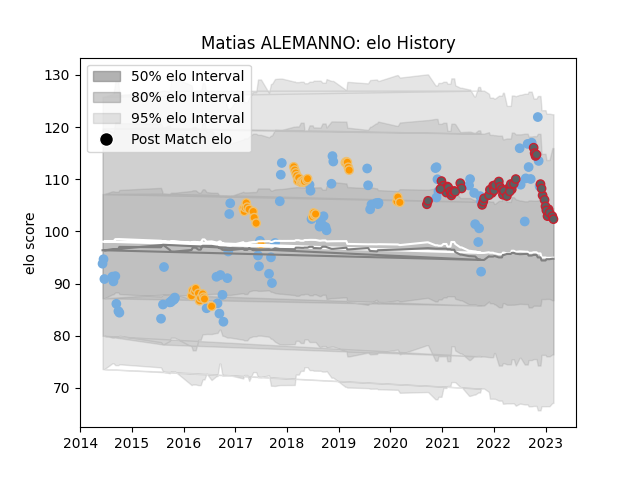 Matias ALEMANNO: elo History
50% elo Interval
80% elo Interval
95% elo Interval
Post Match elo
elo score
130
120
110
100
90
80
70
2014 2015 2016 2017 2018 2019 2020 2021 2022 2023